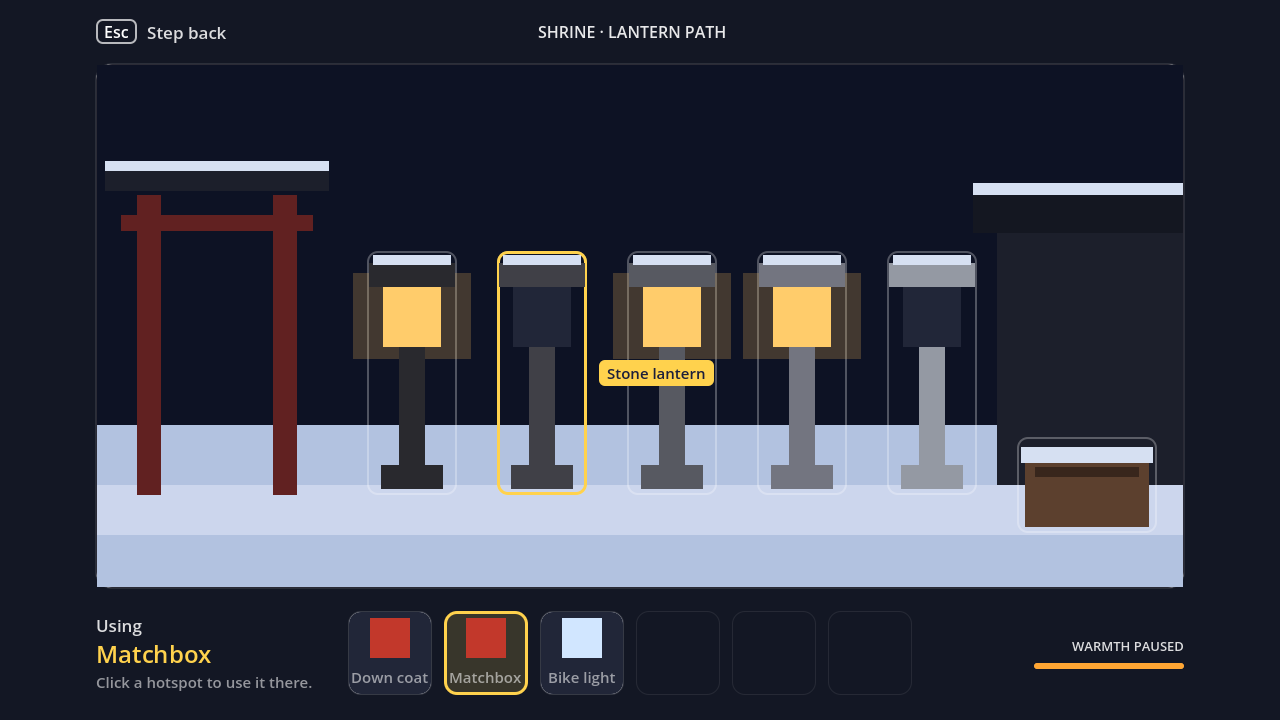 Esc Step back
SHRINE · LANTERN PATH
Stone lantern
Using
Matchbox
Click a hotspot to use it there.
Down coat
Matchbox
Bike light
WARMTH PAUSED